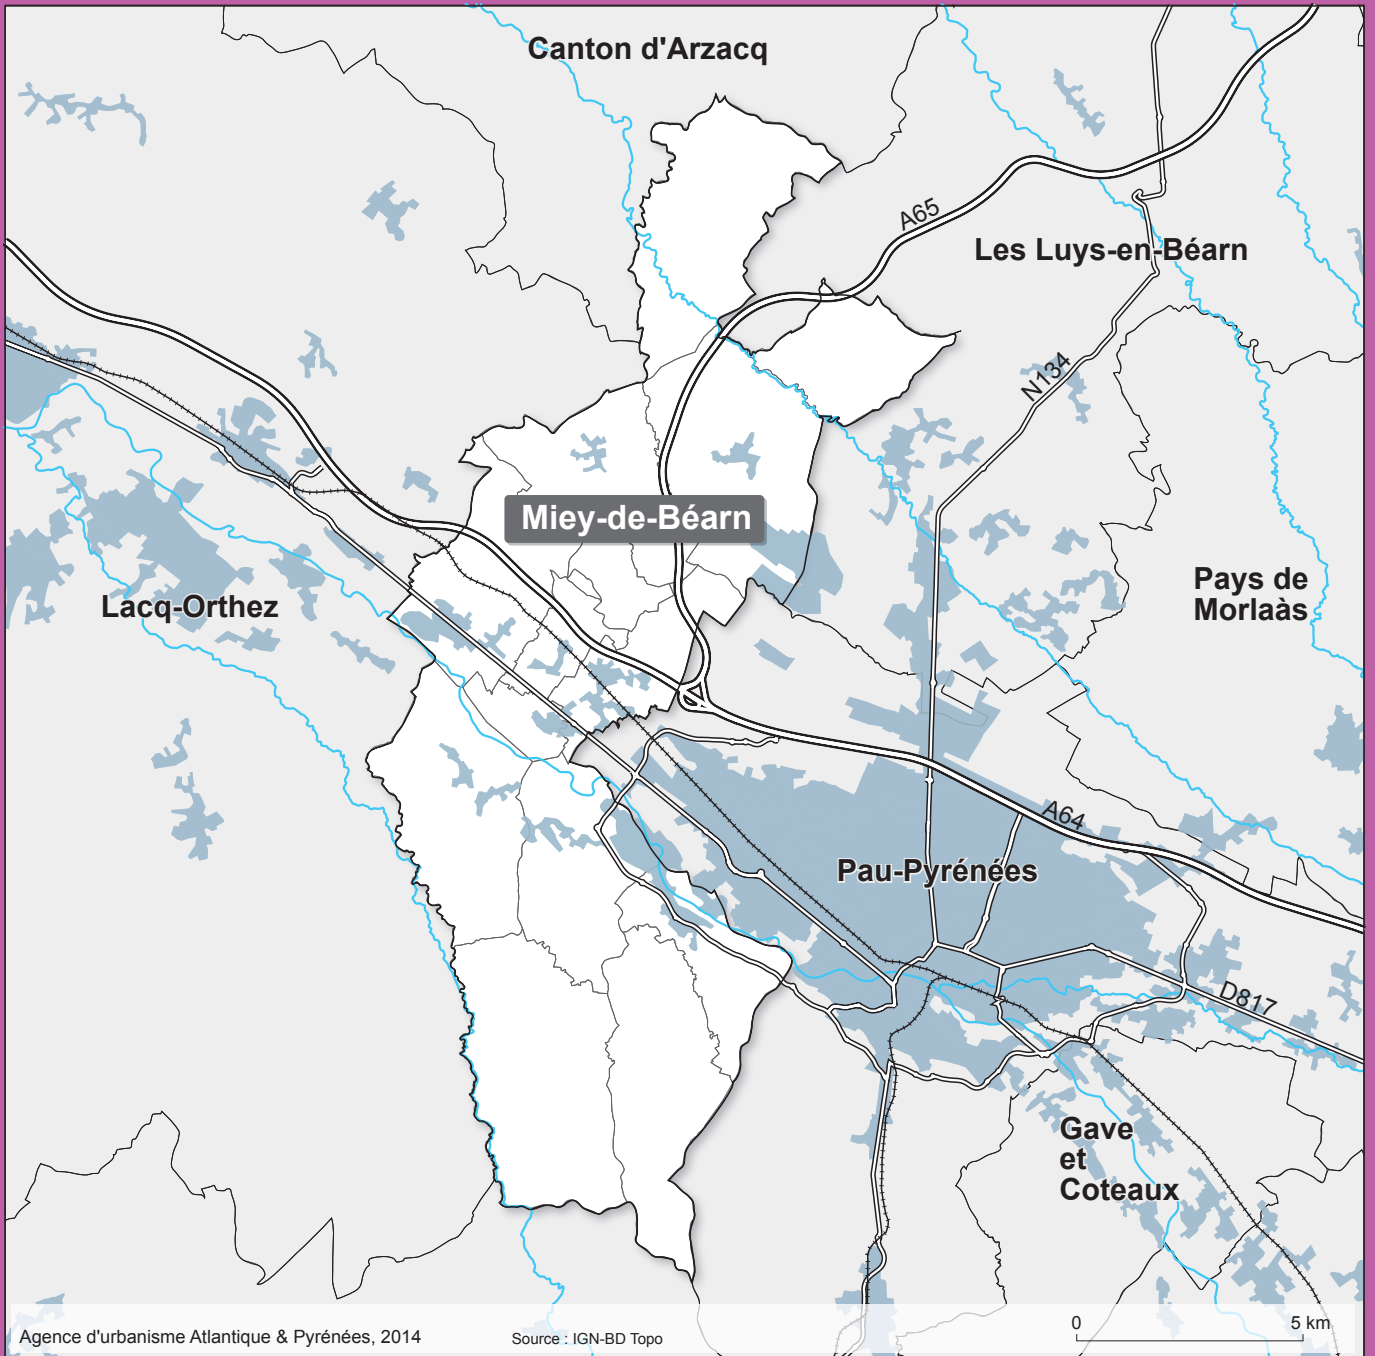 Canton d'Arzacq
A65
Les Luys-en-Béarn
N134
Miey-de-Béarn
Pays de
Morlaàs
Lacq-Orthez
A64
Pau-Pyrénées
D817
Gave
et
Coteaux
Agence d'urbanisme Atlantique & Pyrénées, 2014
Source : IGN-BD Topo
0 5 km